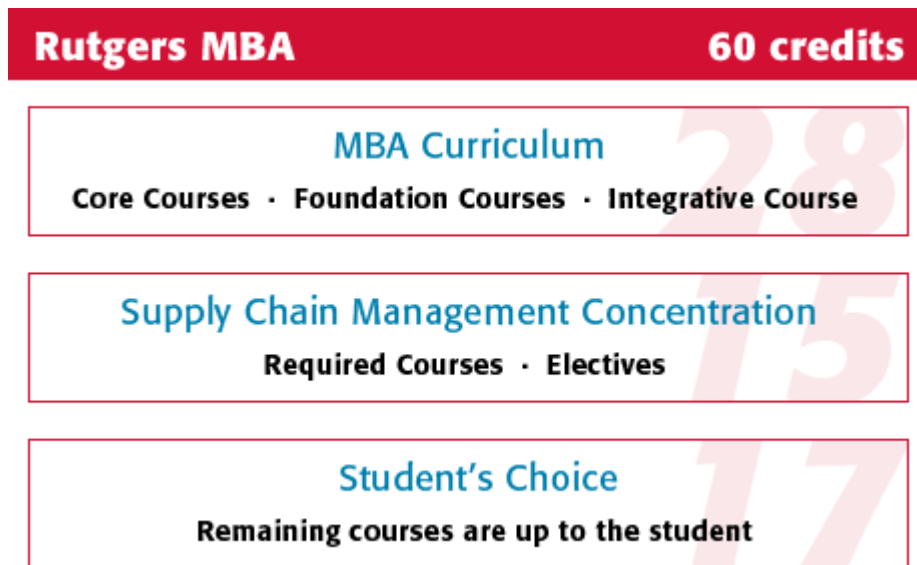 Rutgers MBA 60 credits
28
MBA Curriculum
Core Courses · Foundation Courses · Integrative Course
15
Supply Chain Management Concentration
Required Courses · Electives
17
Student's Choice
Remaining courses are up to the student